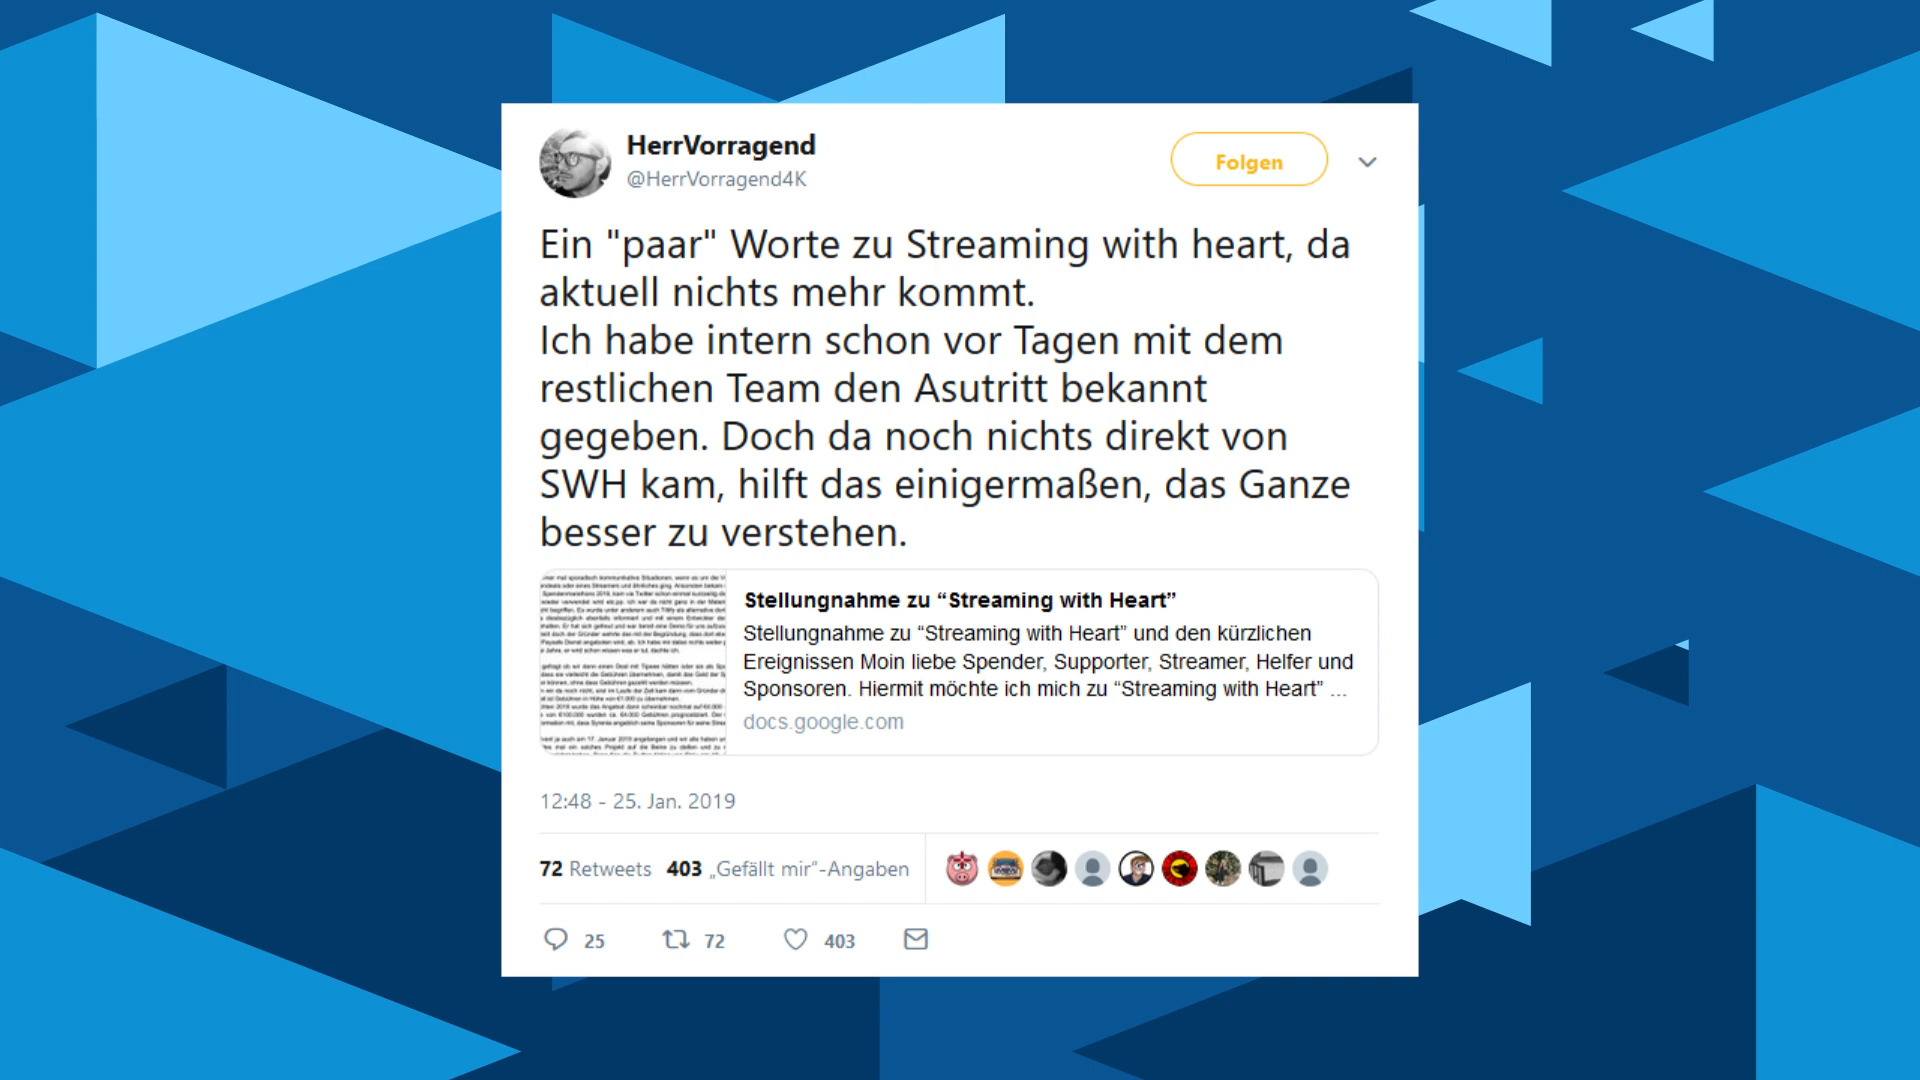 HerrVorragend
@HerrVorragend4K
Folgen
Ein "paar" Worte zu Streaming with heart, da
aktuell nichts mehr kommt.
Ich habe intern schon vor Tagen mit dem
restlichen Team den Asutritt bekannt
gegeben. Doch da noch nichts direkt von
SWH kam, hilft das einigermaßen, das Ganze
besser zu verstehen.
Stellungnahme zu “Streaming with Heart”
Stellungnahme zu “Streaming with Heart” und den kürzlichen
Ereignissen Moin liebe Spender, Supporter, Streamer, Helfer und
Sponsoren. Hiermit möchte ich mich zu “Streaming with Heart” ...
docs.google.com
12:48 - 25. Jan. 2019
72 Retweets 403 „Gefällt mir“-Angaben
25 72 403